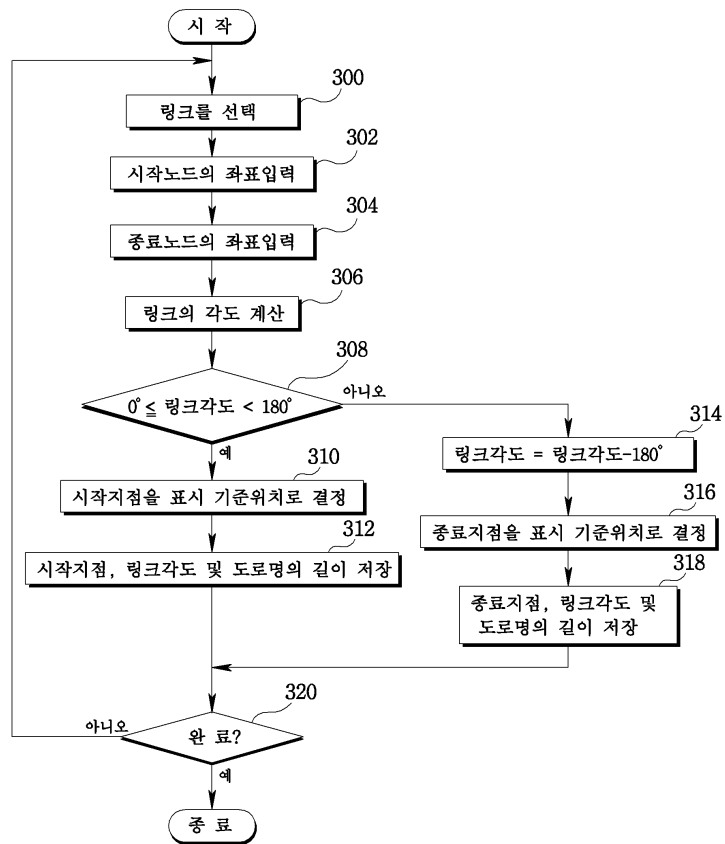 시 작
300
링크를 선택
302
시작노드의 좌표입력
304
종료노드의 좌표입력
306
링크의 각도 계산
308
0°≦ 링크각도 < 180°
아니오
예
314
링크각도 = 링크각도-180°
310
시작지점을 표시 기준위치로 결정
316
종료지점을 표시 기준위치로 결정
312
시작지점, 링크각도 및 도로명의 길이 저장
318
종료지점, 링크각도 및
도로명의 길이 저장
320
아니오
완 료?
예
종 료